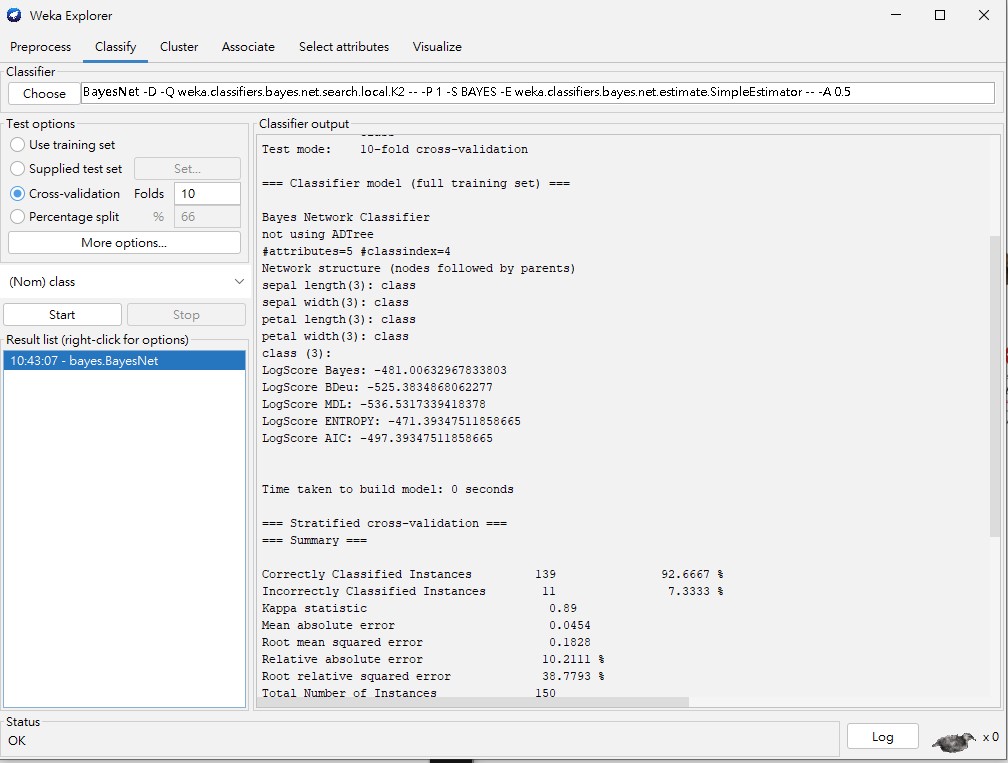 Weka Explorer
Preprocess Classify Cluster Associate Select attributes Visualize
Classifier
Choose BayesNet -D -Q weka.classifiers.bayes.net.search.local.K2 -- -P 1 -S BAYES -E weka.classifiers.bayes.net.estimate.SimpleEstimator -- -A 0.5
Test options
Use training set
Supplied test set Set...
Cross-validation Folds 10
Percentage split % 66
More options...
(Nom) class
Start Stop
Result list (right-click for options)
10:43:07 - bayes.BayesNet
Classifier output
Test mode: 10-fold cross-validation
=== Classifier model (full training set) ===
Bayes Network Classifier
not using ADTree
#attributes=5 #classindex=4
Network structure (nodes followed by parents)
sepal length(3): class
sepal width(3): class
petal length(3): class
petal width(3): class
class (3):
LogScore Bayes: -481.00632967833803
LogScore BDeu: -525.3834868062277
LogScore MDL: -536.5317339418378
LogScore ENTROPY: -471.39347511858665
LogScore AIC: -497.39347511858665
Time taken to build model: 0 seconds
=== Stratified cross-validation ===
=== Summary ===
Correctly Classified Instances 139 92.6667 %
Incorrectly Classified Instances 11 7.3333 %
Kappa statistic 0.89
Mean absolute error 0.0454
Root mean squared error 0.1828
Relative absolute error 10.2111 %
Root relative squared error 38.7793 %
Total Number of Instances 150
Status
OK
Log
x 0